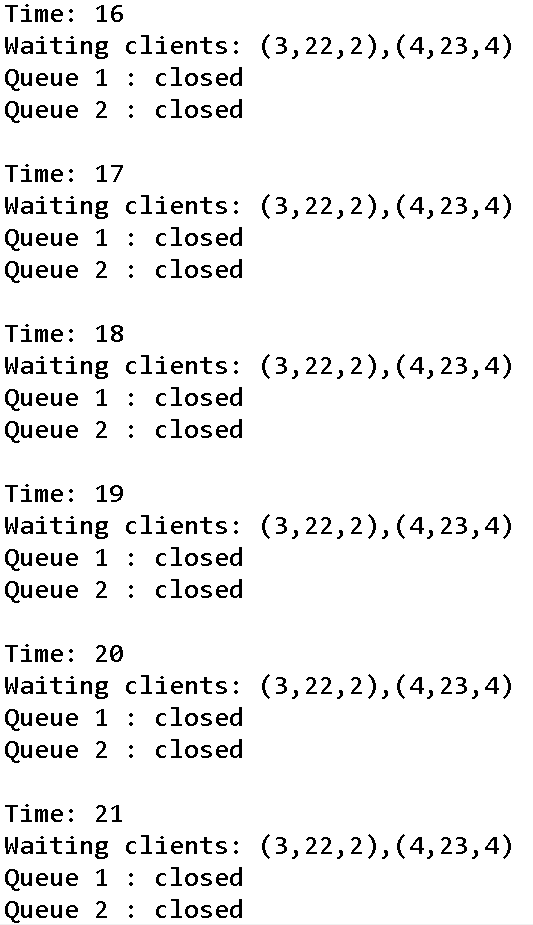 Time: 16
Waiting clients: (3,22,2),(4,23,4)
Queue 1 : closed
Queue 2 : closed
Time: 17
Waiting clients: (3,22,2),(4,23,4)
Queue 1 : closed
Queue 2 : closed
Time: 18
Waiting clients: (3,22,2),(4,23,4)
Queue 1 : closed
Queue 2 : closed
Time: 19
Waiting clients: (3,22,2),(4,23,4)
Queue 1 : closed
Queue 2 : closed
Time: 20
Waiting clients: (3,22,2),(4,23,4)
Queue 1 : closed
Queue 2 : closed
Time: 21
Waiting clients: (3,22,2),(4,23,4)
Queue 1 : closed
Queue 2 : closed